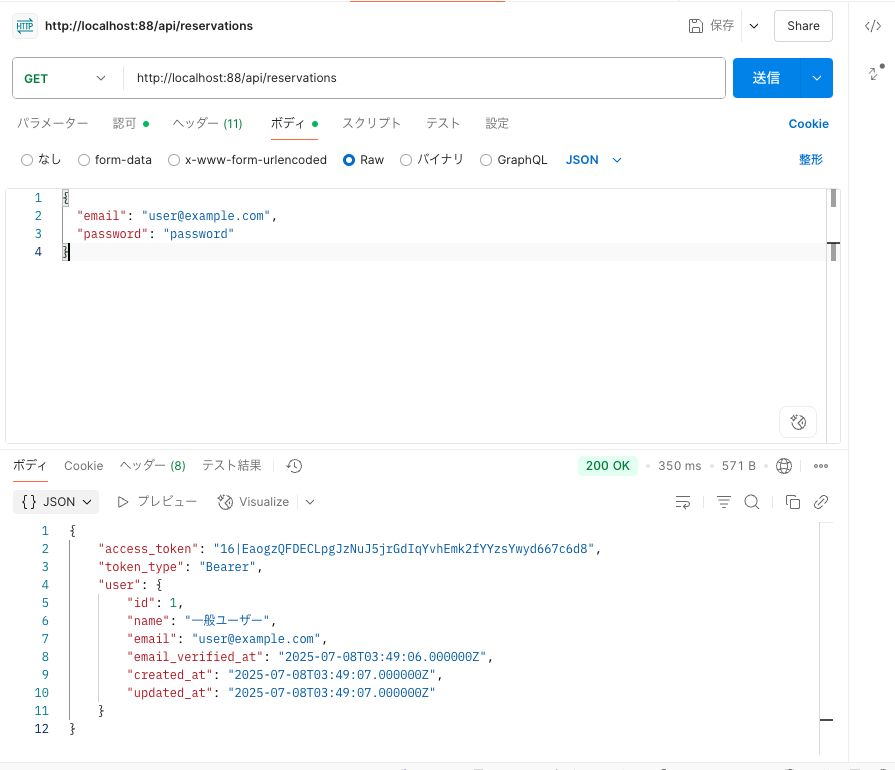 HTTP http://localhost:88/api/reservations 保存 Share
GET http://localhost:88/api/reservations 送信
パラメーター 認可 ヘッダー (11) ボディ スクリプト テスト 設定 Cookie
なし form-data x-www-form-urlencoded Raw バイナリ GraphQL JSON 整形
1 {
2 "email": "user@example.com",
3 "password": "password"
4 }
ボディ Cookie ヘッダー (8) テスト結果 200 OK 350 ms 571 B
{} JSON プレビュー Visualize
1 {
2 "access_token": "16|EaogzQFDECLpgJzNuJ5jrGdIqYvhEmk2fYYzsYwyd667c6d8",
3 "token_type": "Bearer",
4 "user": {
5 "id": 1,
6 "name": "一般ユーザー",
7 "email": "user@example.com",
8 "email_verified_at": "2025-07-08T03:49:06.000000Z",
9 "created_at": "2025-07-08T03:49:07.000000Z",
10 "updated_at": "2025-07-08T03:49:07.000000Z"
11 }
12 }